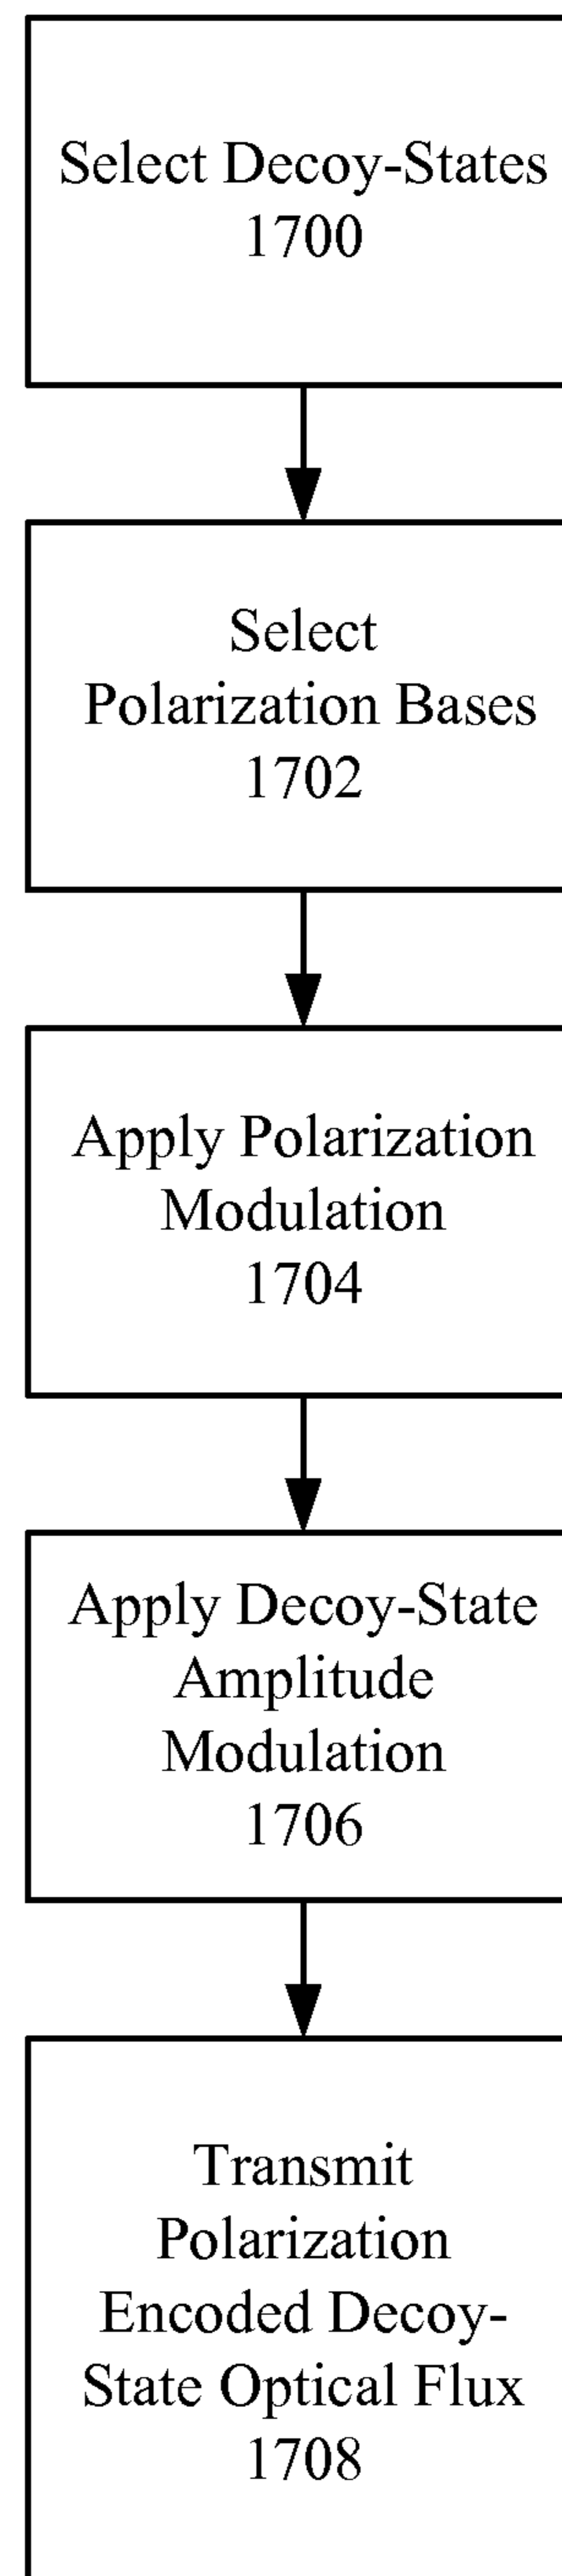 Select Decoy-States
1700
Select
Polarization Bases
1702
Apply Polarization
Modulation
1704
Apply Decoy-State
Amplitude
Modulation
1706
Transmit
Polarization
Encoded Decoy-
State Optical Flux
1708